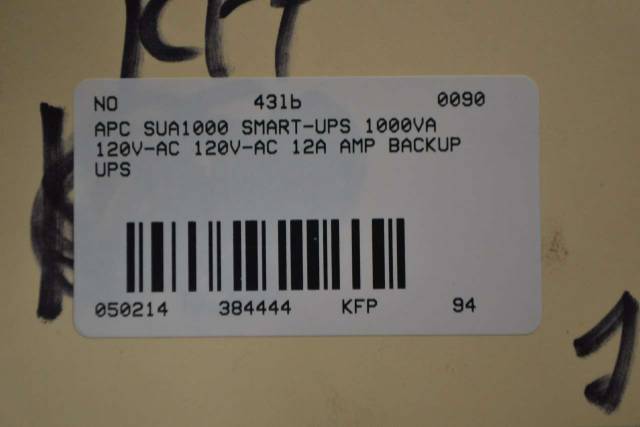 NO 431b 0090
APC SUA1000 SMART-UPS 1000VA
120V-AC 120V-AC 12A AMP BACKUP
UPS
050214 384444 KFP 94